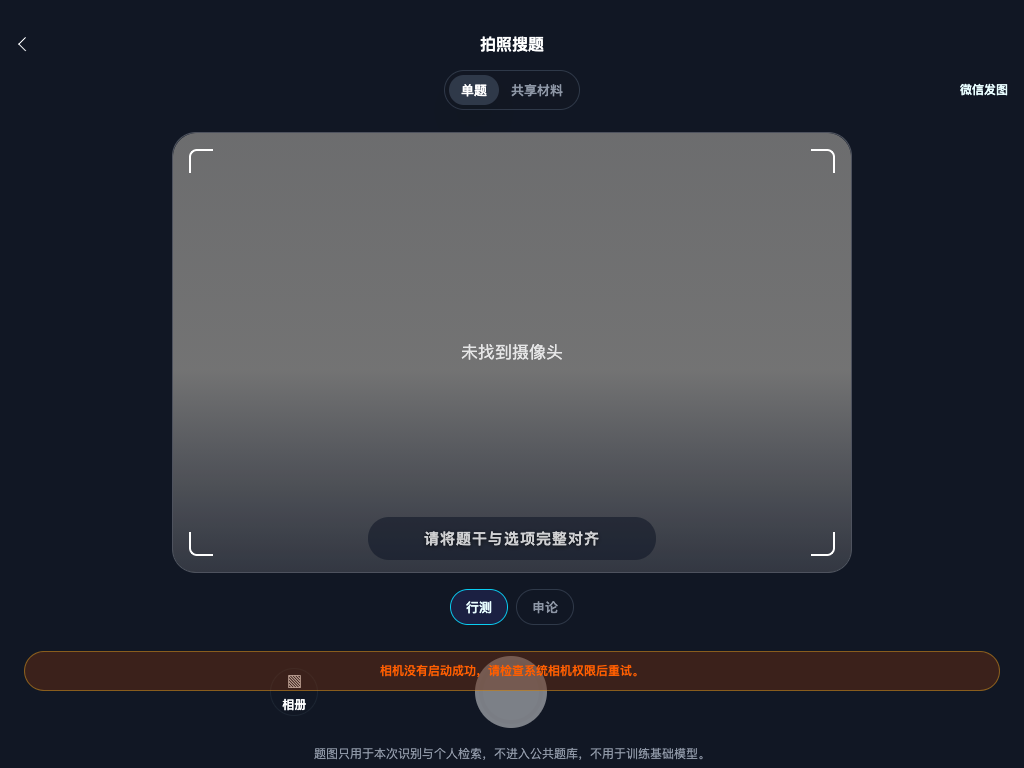 拍照搜题
单题 共享材料
微信发图
未找到摄像头
请将题干与选项完整对齐
行测 申论
相机没有启动成功，请检查系统相机权限后重试。
相册
题图只用于本次识别与个人检索，不进入公共题库，不用于训练基础模型。